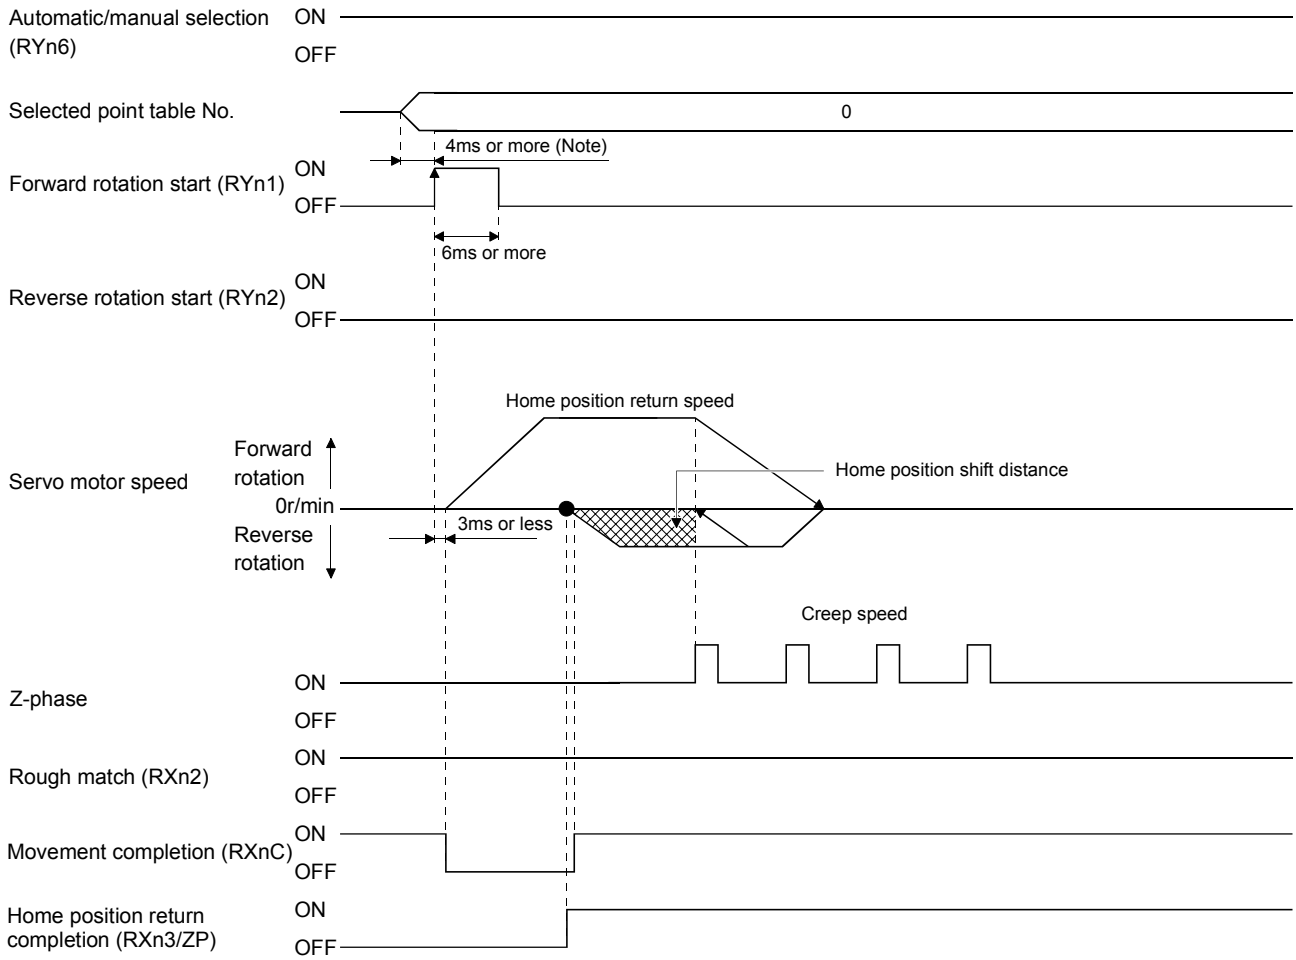 Automatic/manual selection
(RYn6)
ON
OFF
Selected point table No.
0
4ms or more (Note)
Forward rotation start (RYn1)
ON
OFF
6ms or more
Reverse rotation start (RYn2)
ON
OFF
Home position return speed
Servo motor speed
Forward
rotation
0r/min
Reverse
rotation
3ms or less
Home position shift distance
Creep speed
Z-phase
ON
OFF
Rough match (RXn2)
ON
OFF
Movement completion (RXnC)
ON
OFF
Home position return
completion (RXn3/ZP)
ON
OFF